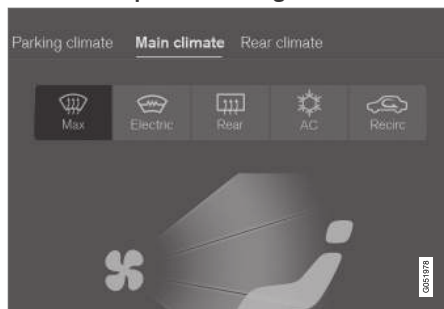 Parking climate Main climate Rear climate
Max Electric Rear AC Recirc
G051978